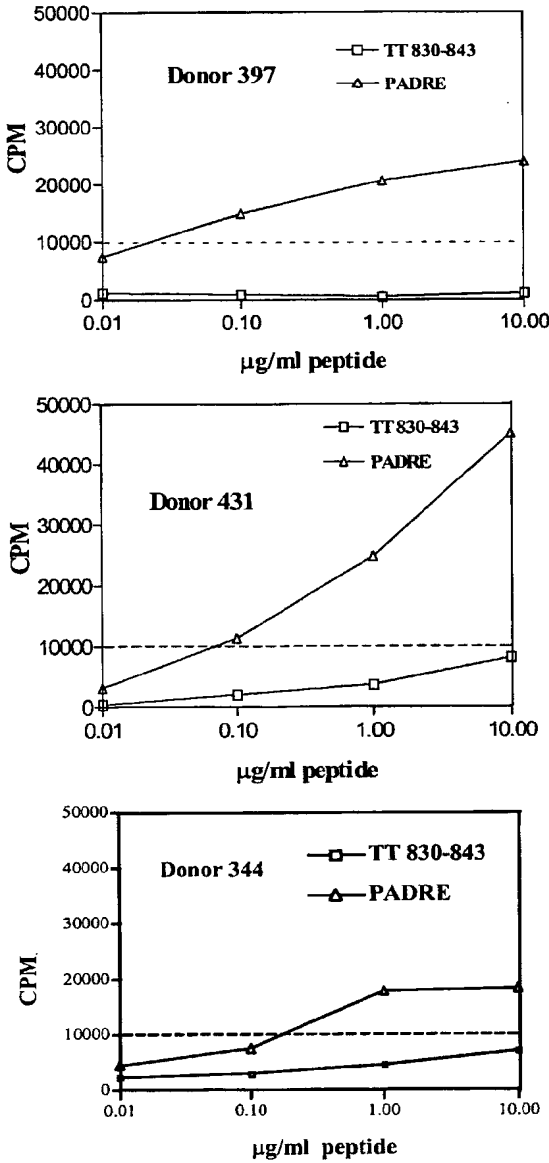 50000
TT 830-843
Donor 397
PADRE
40000
30000
CPM
20000
10000
0
0.01 0.10 1.00 10.00
µg/ml peptide
50000
TT 830-843
40000
PADRE
Donor 431
30000
CPM
20000
10000
0
0.01 0.10 1.00 10.00
µg/ml peptide
50000
TT 830-843
Donor 344
40000
PADRE
30000
CPM
20000
10000
0
0.01 0.10 1.00 10.00
µg/ml peptide